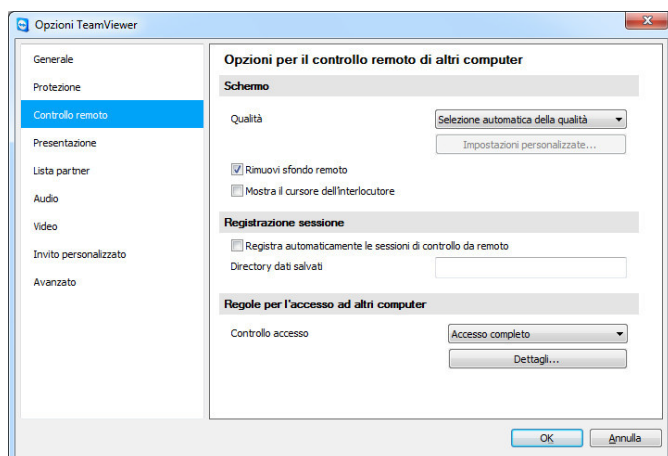 Opzioni TeamViewer
Generale
Protezione
Controllo remoto
Presentazione
Lista partner
Audio
Video
Invito personalizzato
Avanzato
Opzioni per il controllo remoto di altri computer
Schermo
Qualità
Selezione automatica della qualità
Impostazioni personalizzate...
Rimuovi sfondo remoto
Mostra il cursore dell'interlocutore
Registrazione sessione
Registra automaticamente le sessioni di controllo da remoto
Directory dati salvati
Regole per l'accesso ad altri computer
Controllo accesso
Accesso completo
Dettagli...
OK
Annulla